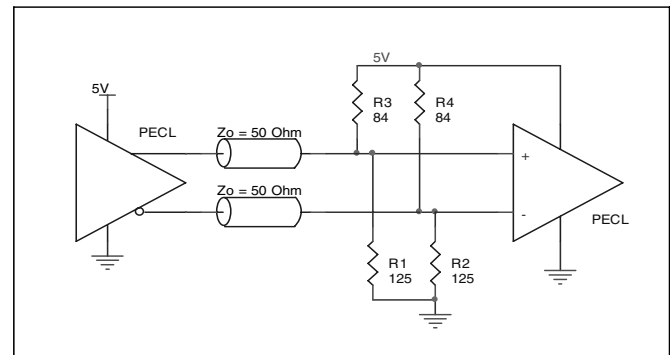 5V
5V
PECL
R3
84
R4
84
Zo = 50 Ohm
+
Zo = 50 Ohm
-
PECL
R1
125
R2
125